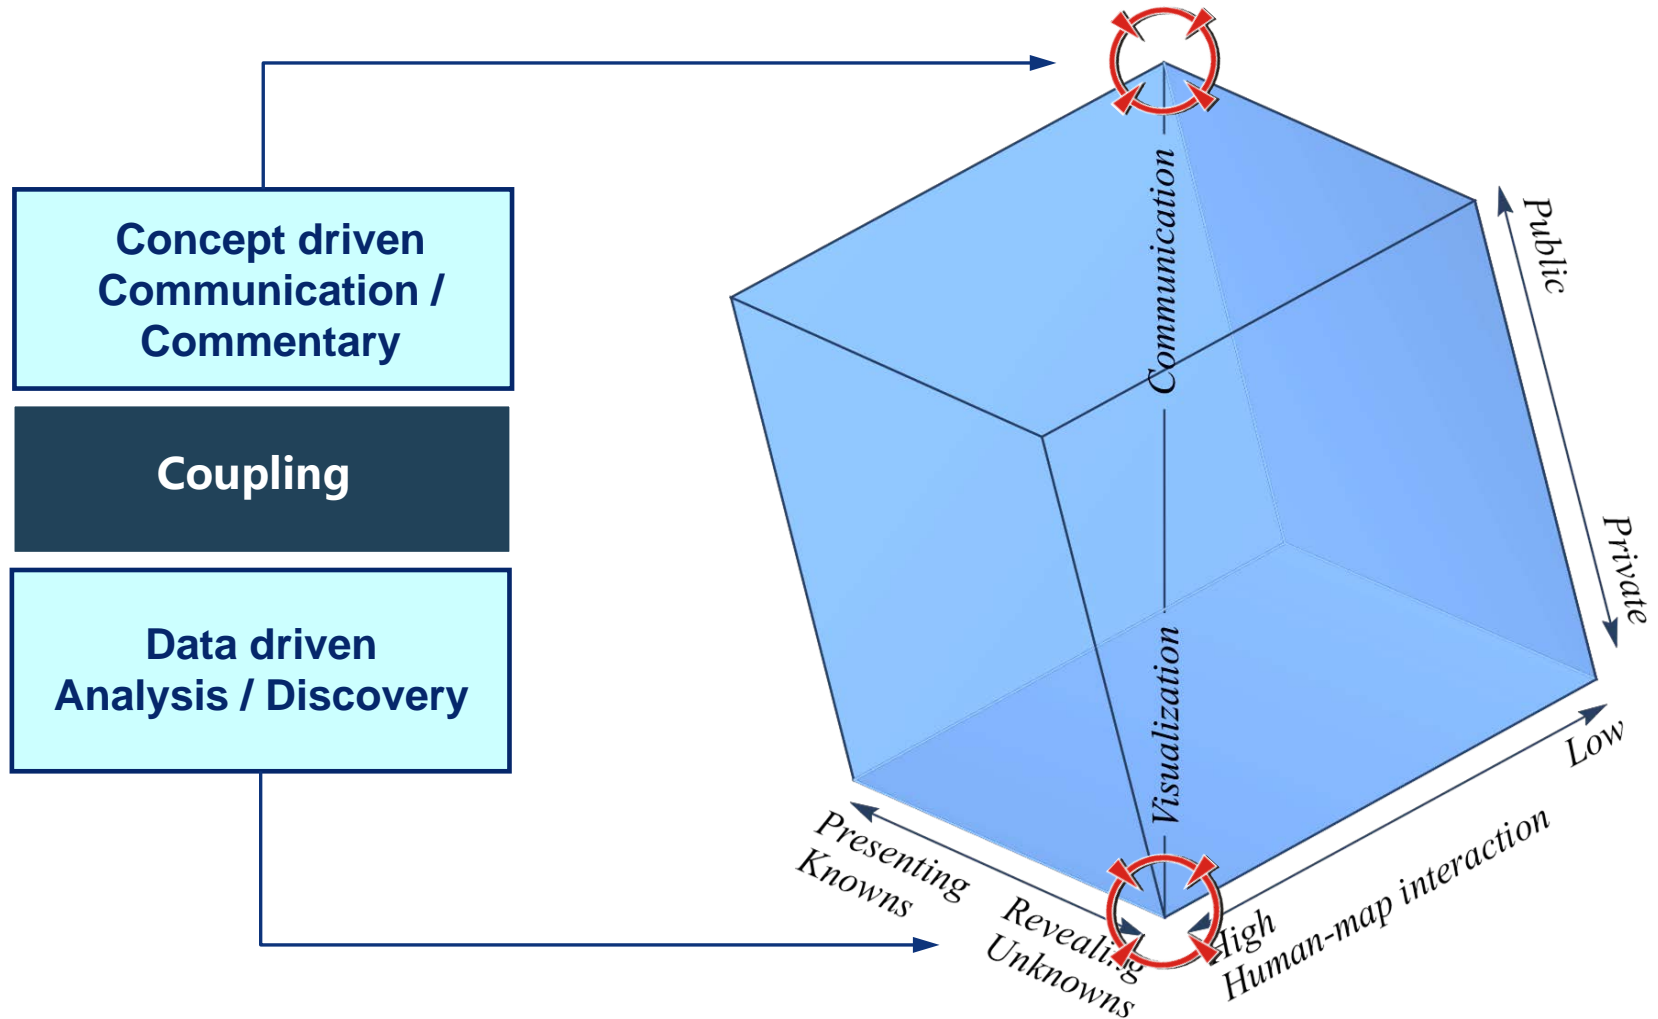 Concept driven
Communication /
Commentary
Coupling
Data driven
Analysis / Discovery
Communication
Visualization
Public
Private
Presenting
Knowns
Revealing
Unknowns
High
Low
Human-map interaction